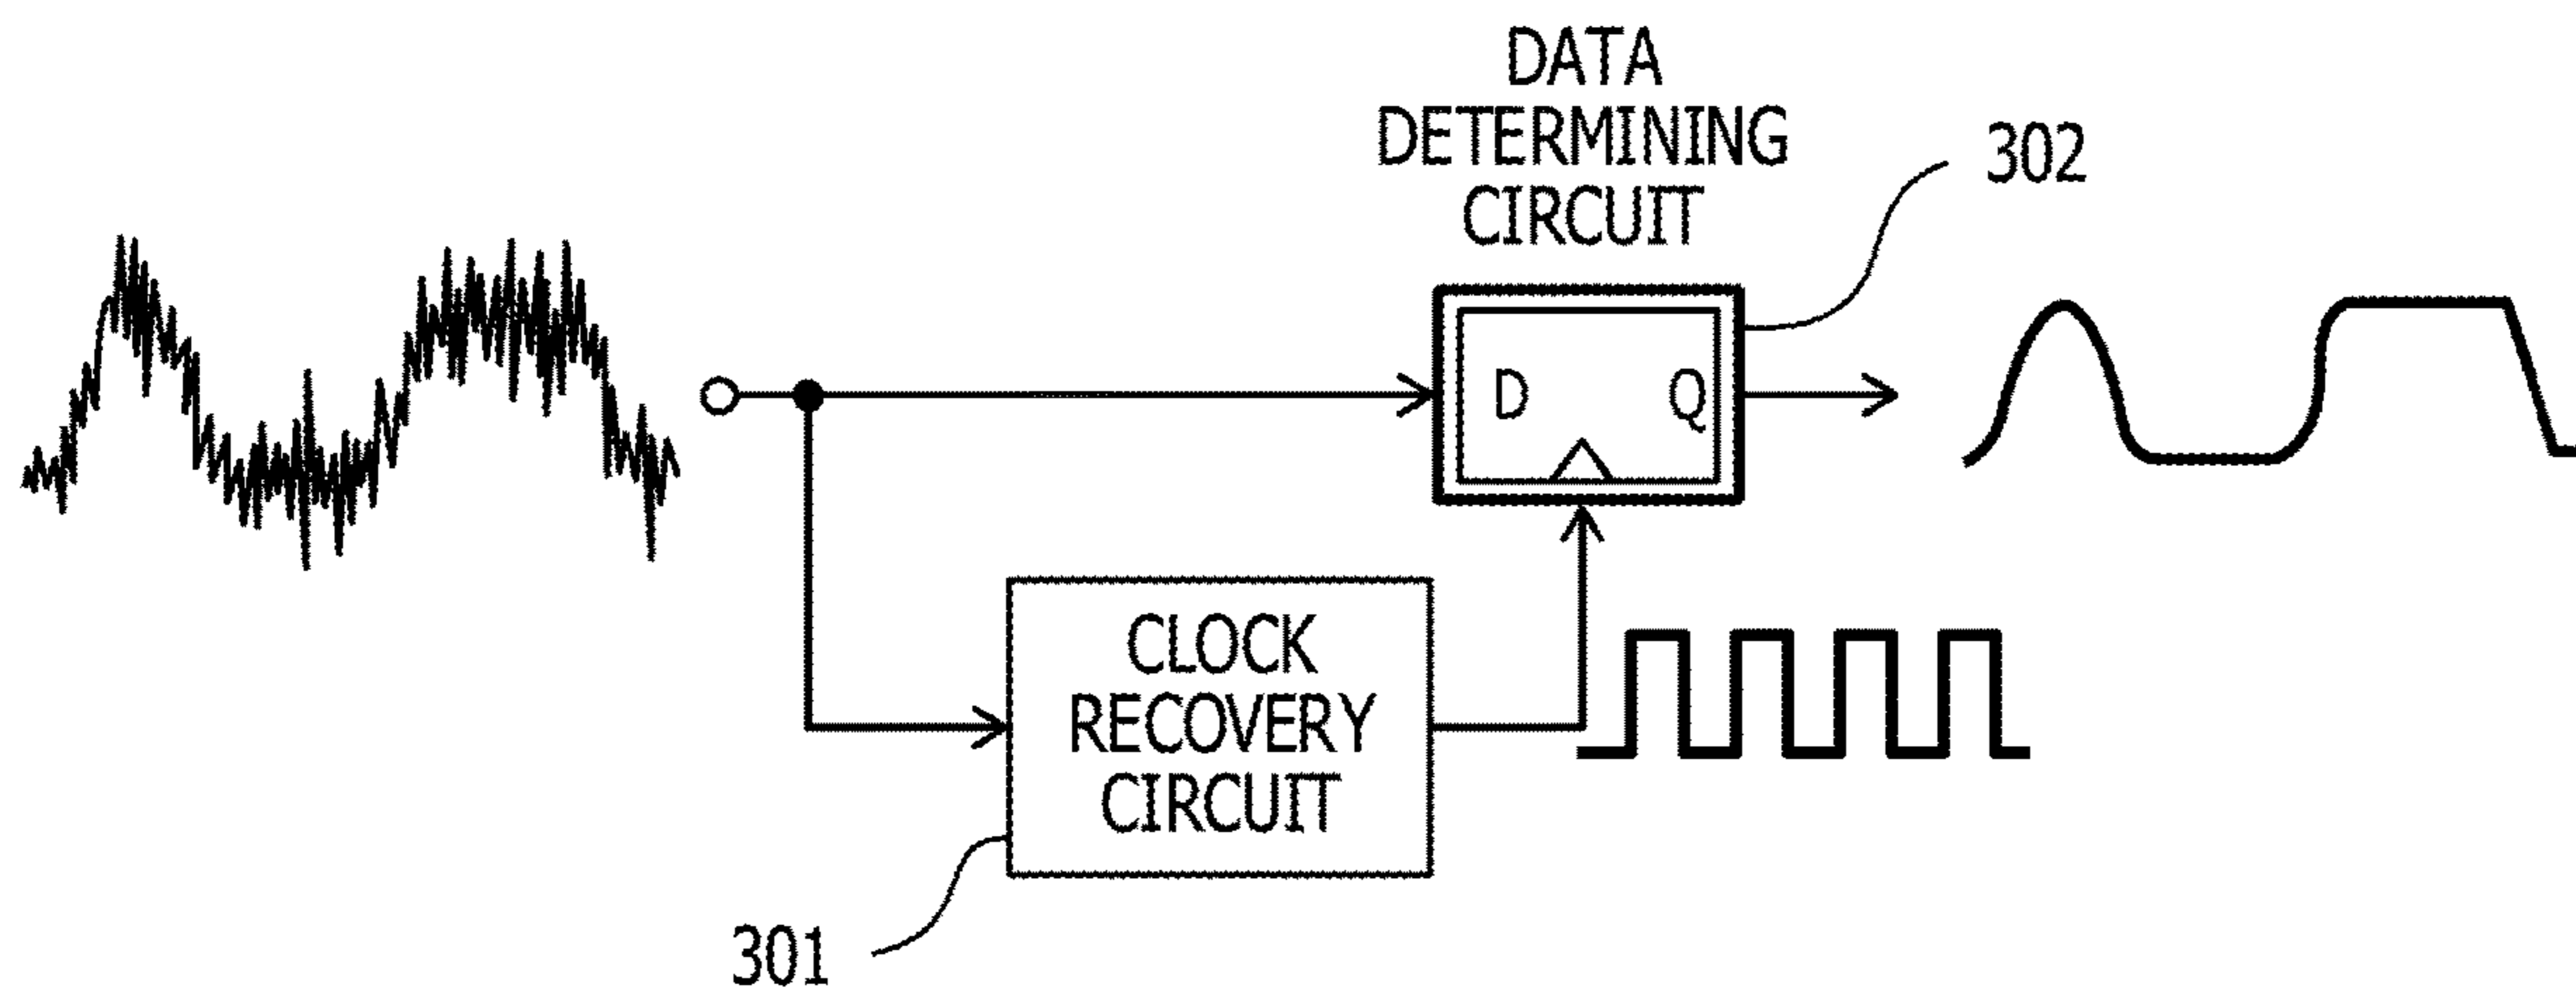 DATA
DETERMINING
CIRCUIT
302
D Q
CLOCK
RECOVERY
CIRCUIT
301